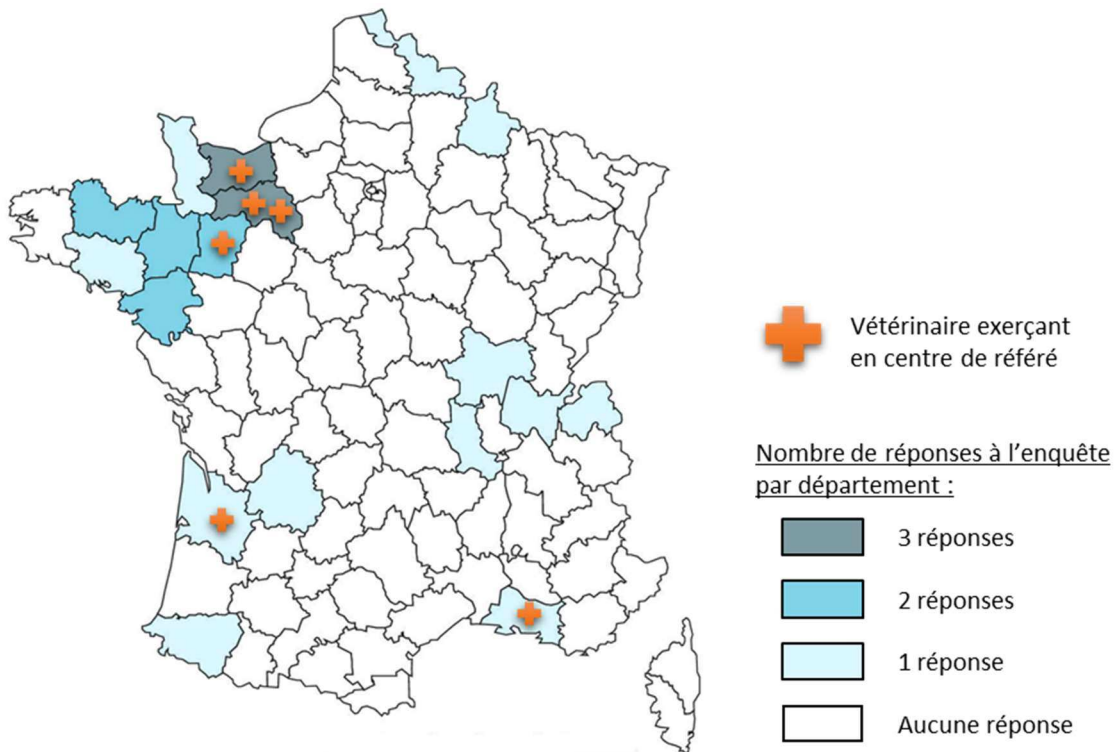 Vétérinaire exerçant
en centre de référé
Nombre de réponses à l’enquête
par département :
3 réponses
2 réponses
1 réponse
Aucune réponse